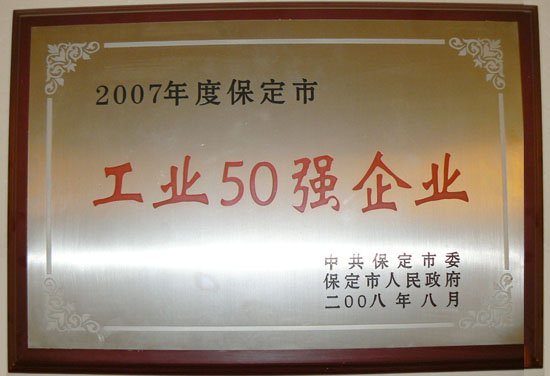 2007年度保定市
工业50强企业
中共保定市委
保定市人民政府
二00八年八月